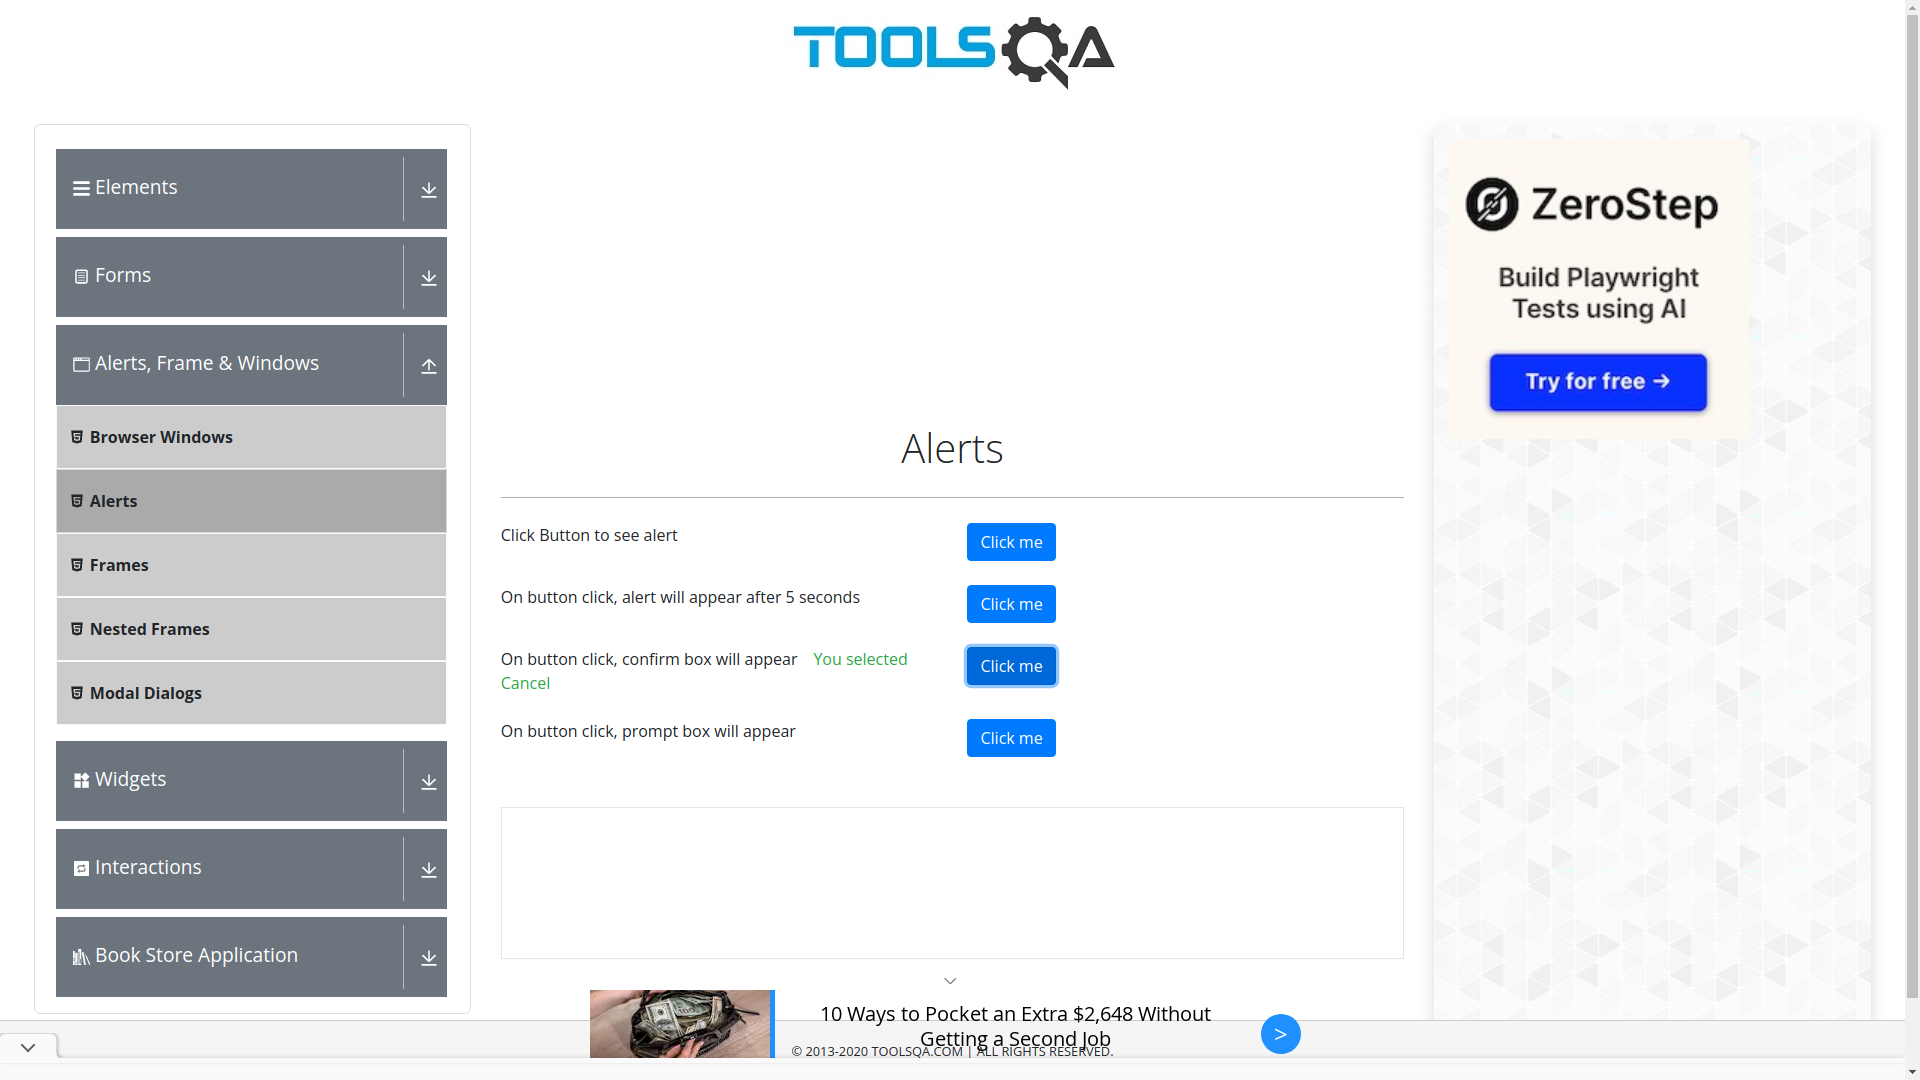 TOOLSQA
Elements
Forms
Alerts, Frame & Windows
Browser Windows
Alerts
Frames
Nested Frames
Modal Dialogs
Widgets
Interactions
Book Store Application
Alerts
Click Button to see alert
Click me
On button click, alert will appear after 5 seconds
Click me
On button click, confirm box will appear You selected
Cancel
Click me
On button click, prompt box will appear
Click me
ZeroStep
Build Playwright
Tests using AI
Try for free →
10 Ways to Pocket an Extra $2,648 Without
Getting a Second Job
>
© 2013-2020 TOOLSQA.COM | ALL RIGHTS RESERVED.